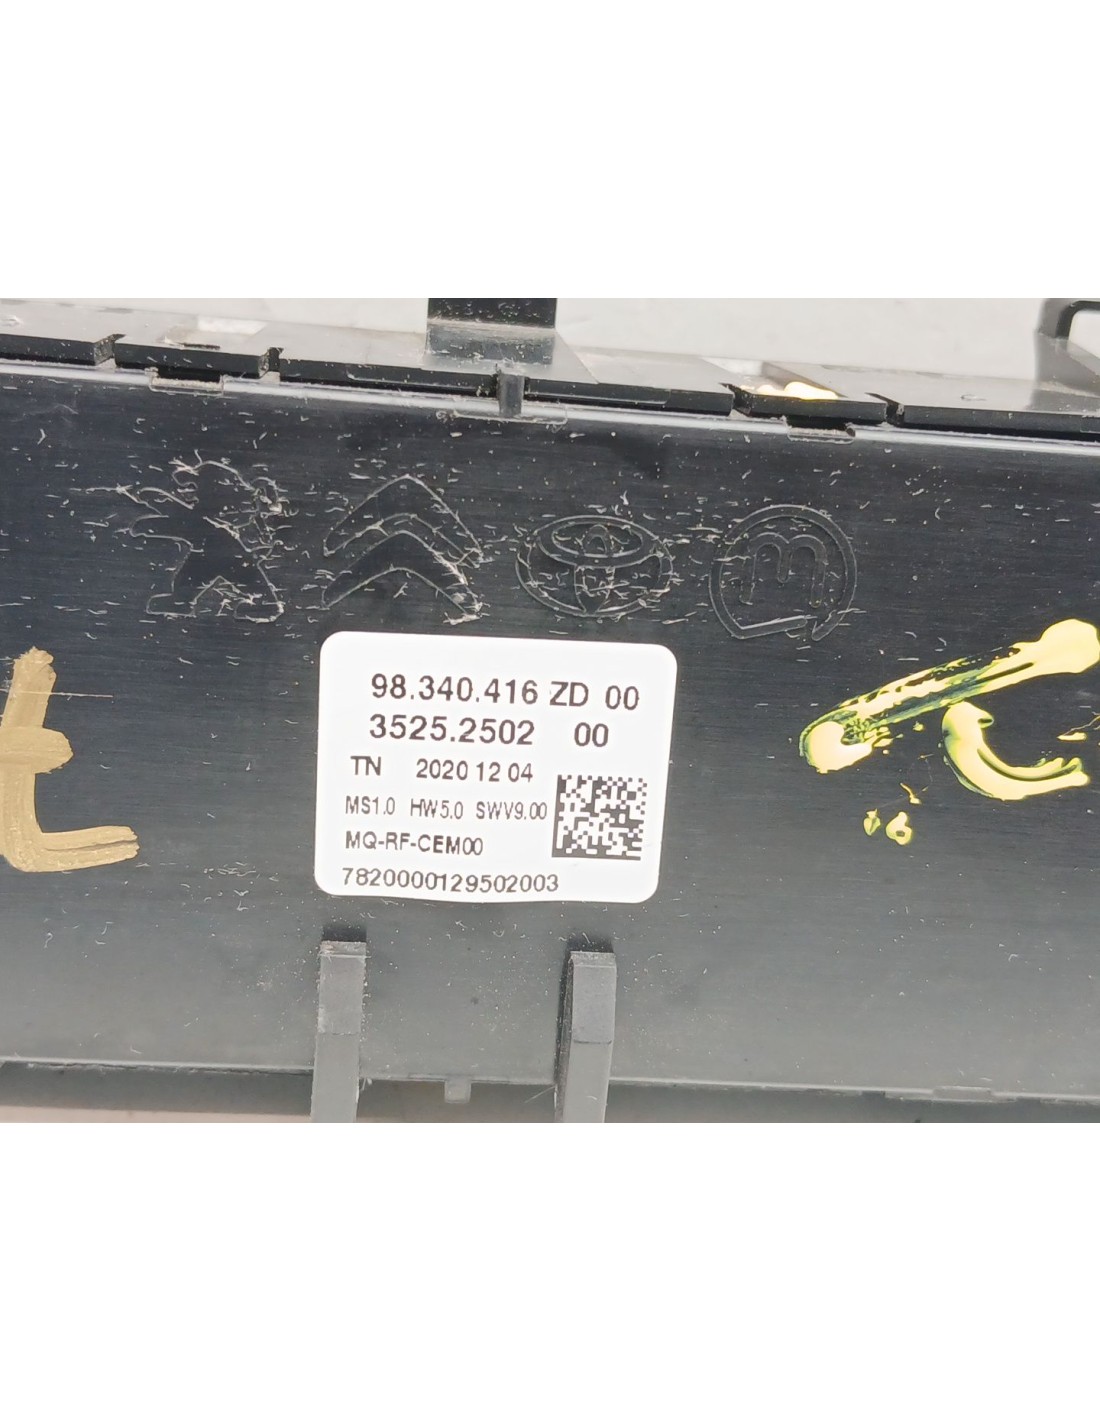 98.340.416 ZD 00
3525.2502 00
TN 2020 12 04
MS1.0 HW5.0 SWV9.00
MQ-RF-CEM00
7820000129502003